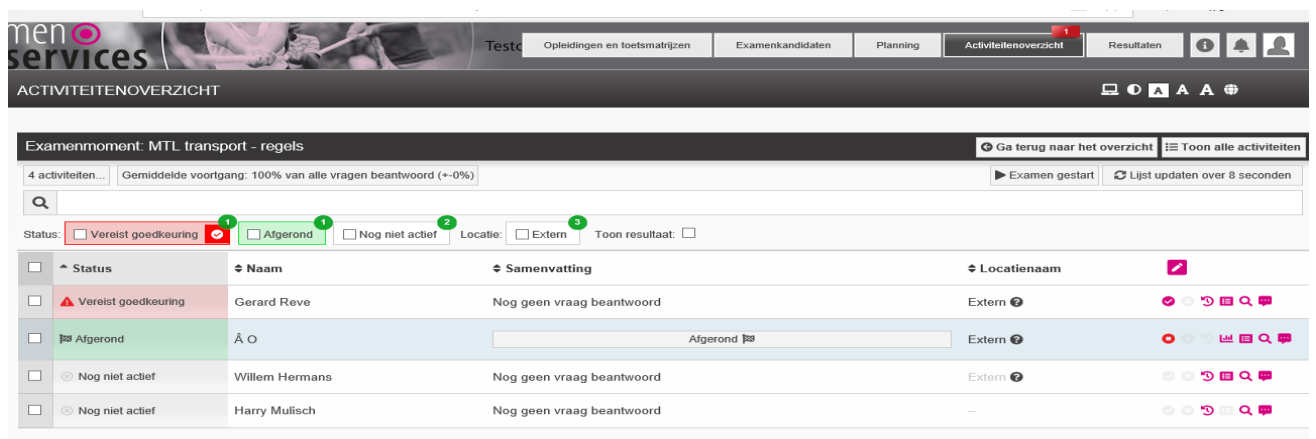 men
services
Testo
Opleidingen en toetsmatrijzen Examenkandidaten Planning Activiteitenoverzicht 1 Resultaten
ACTIVITEITENOVERZICHT A A A
Examenmoment: MTL transport - regels Ga terug naar het overzicht Toon alle activiteiten
4 activiteiten... Gemiddelde voortgang: 100% van alle vragen beantwoord (+-0%) Examen gestart Lijst updaten over 8 seconden
Status: Vereist goedkeuring 1 Afgerond 1 Nog niet actief 2 Locatie: Extern 3 Toon resultaat:
Status Naam Samenvatting Locatienaam
Vereist goedkeuring Gerard Reve Nog geen vraag beantwoord Extern
Afgerond Â O Afgerond Extern
Nog niet actief Willem Hermans Nog geen vraag beantwoord Extern
Nog niet actief Harry Mulisch Nog geen vraag beantwoord –